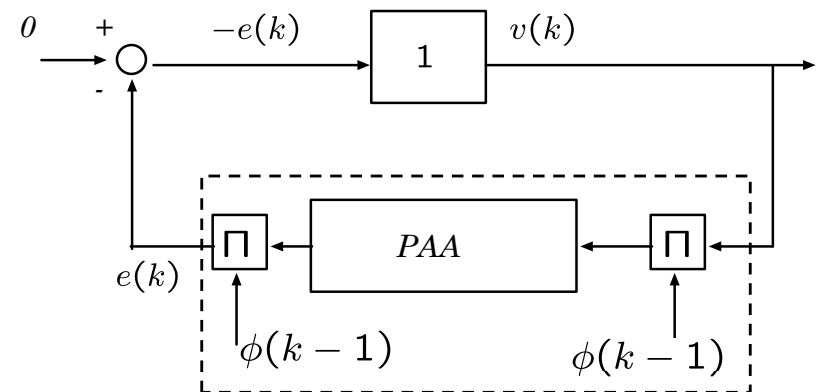 0
+
−e(k)
1
v(k)
-
∏
PAA
∏
e(k)
ϕ(k − 1)
ϕ(k − 1)